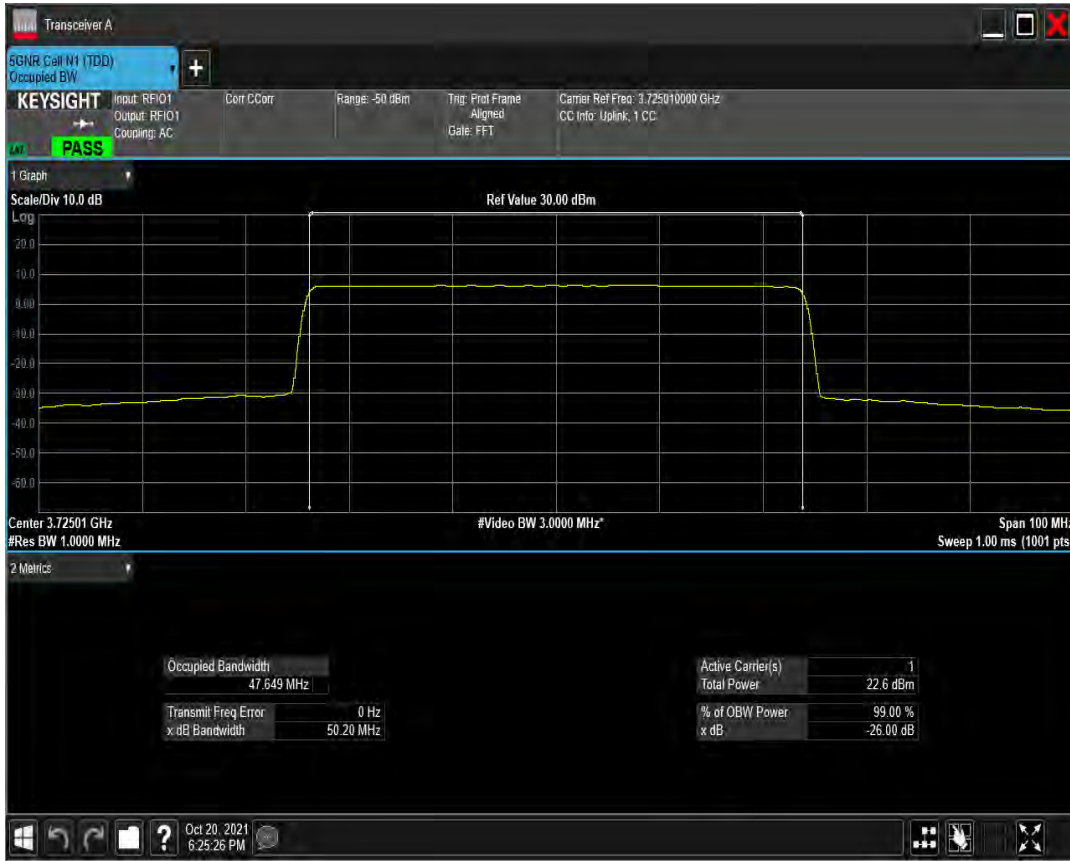 Transceiver A
5GNR Cell N1 (TDD)
Occupied BW
+
KEYSIGHT
Input: RFIO1
Output: RFIO1
Coupling: AC
Corr CCorr
Range: -50 dBm
Trig: Prot Frame
Aligned
Gate: FFT
Carrier Ref Freq: 3.725010000 GHz
CC Info: Uplink, 1 CC
PASS
1 Graph
Scale/Div 10.0 dB
Ref Value 30.00 dBm
Log
20.0
10.0
0.00
-10.0
-20.0
-30.0
-40.0
-50.0
-60.0
Center 3.72501 GHz
#Video BW 3.0000 MHz*
Span 100 MHz
#Res BW 1.0000 MHz
Sweep 1.00 ms (1001 pts
2 Metrics
Occupied Bandwidth
47.649 MHz
Transmit Freq Error 0 Hz
x dB Bandwidth 50.20 MHz
Active Carrier(s) 1
Total Power 22.6 dBm
% of OBW Power 99.00 %
x dB -26.00 dB
?
Oct 20, 2021
6:25:26 PM